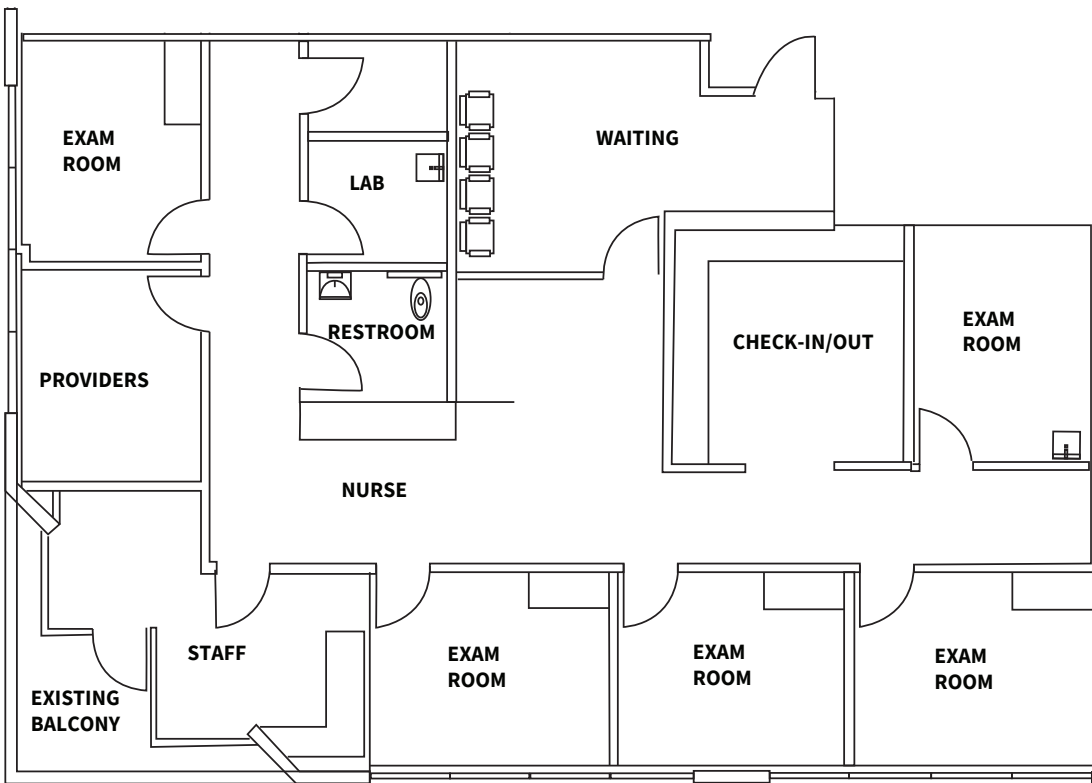 EXAM
ROOM
LAB
WAITING
RESTROOM
PROVIDERS
CHECK-IN/OUT
EXAM
ROOM
NURSE
STAFF
EXISTING
BALCONY
EXAM
ROOM
EXAM
ROOM
EXAM
ROOM